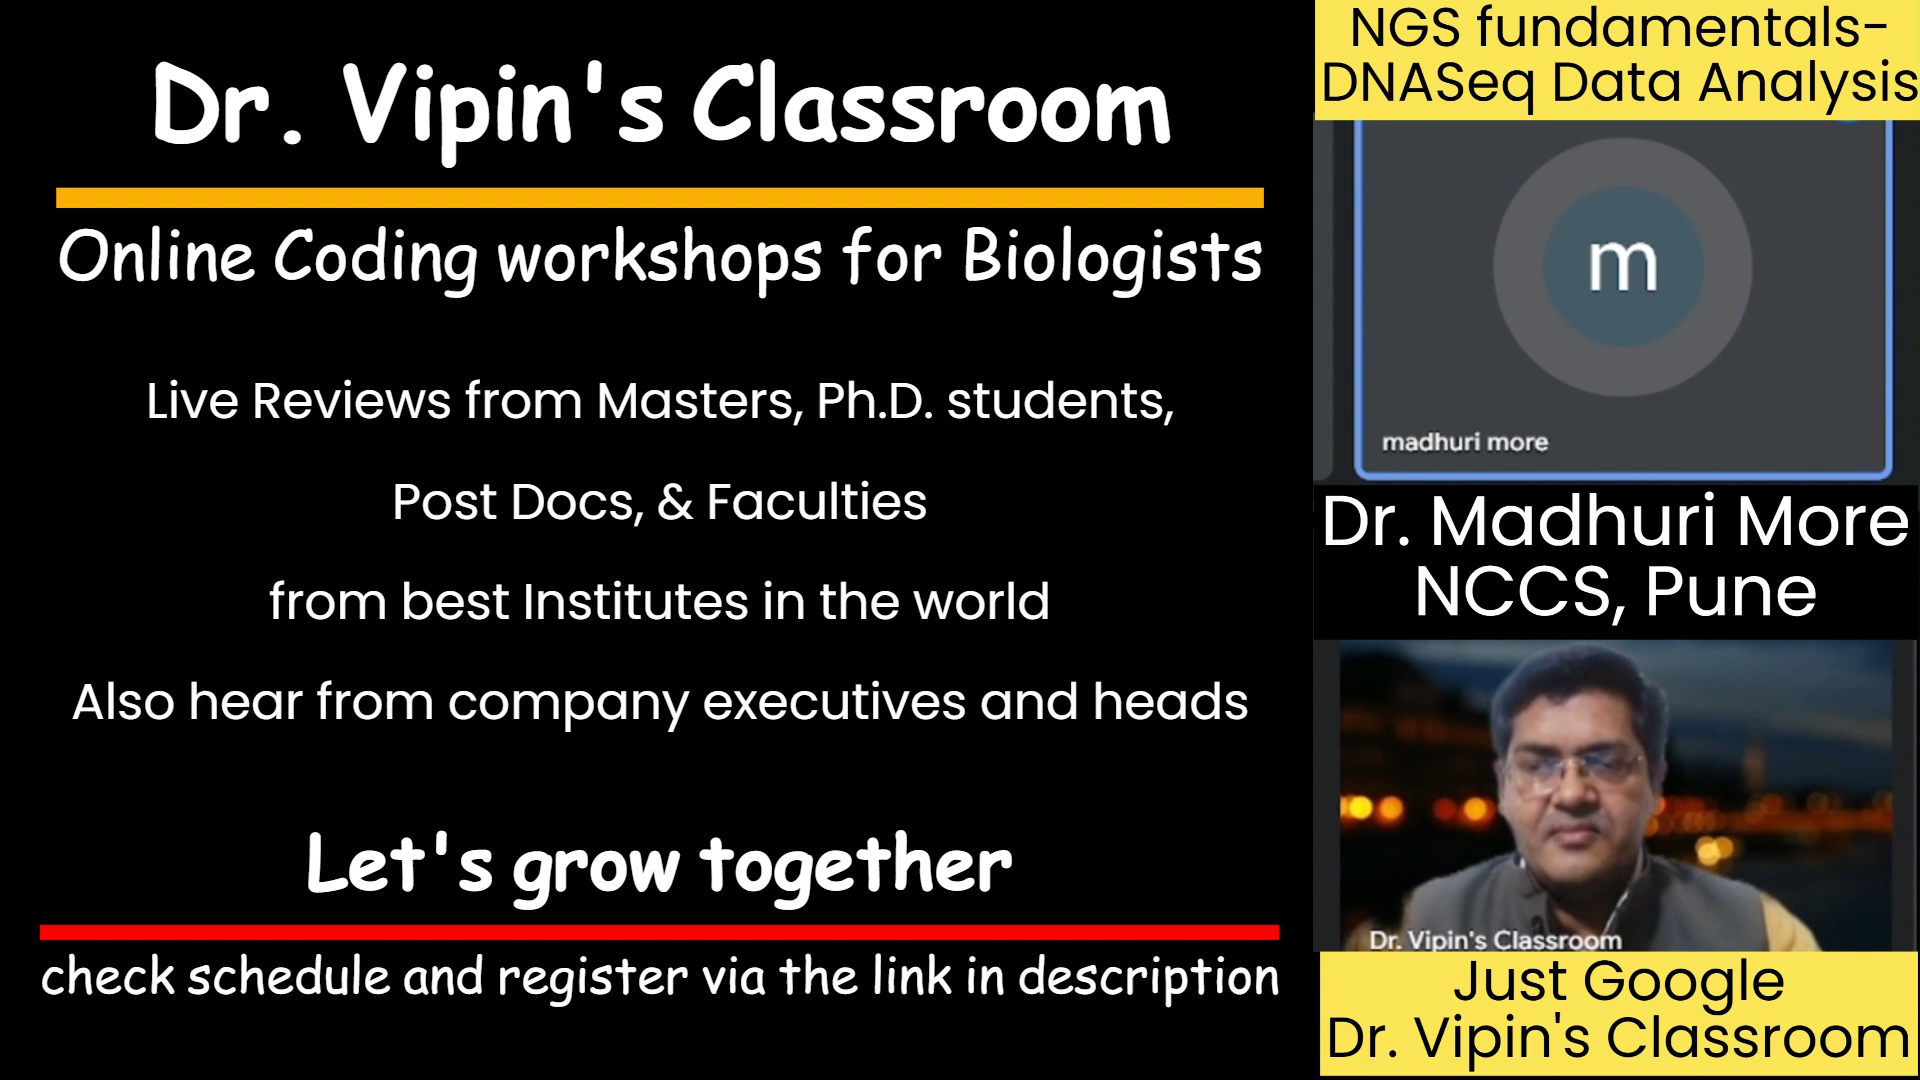 Dr. Vipin's Classroom
Online Coding workshops for Biologists
Live Reviews from Masters, Ph.D. students,
Post Docs, & Faculties
from best Institutes in the world
Also hear from company executives and heads
Let's grow together
check schedule and register via the link in description
NGS fundamentals-
DNASeq Data Analysis
m
madhuri more
Dr. Madhuri More
NCCS, Pune
Dr. Vipin's Classroom
Just Google
Dr. Vipin's Classroom